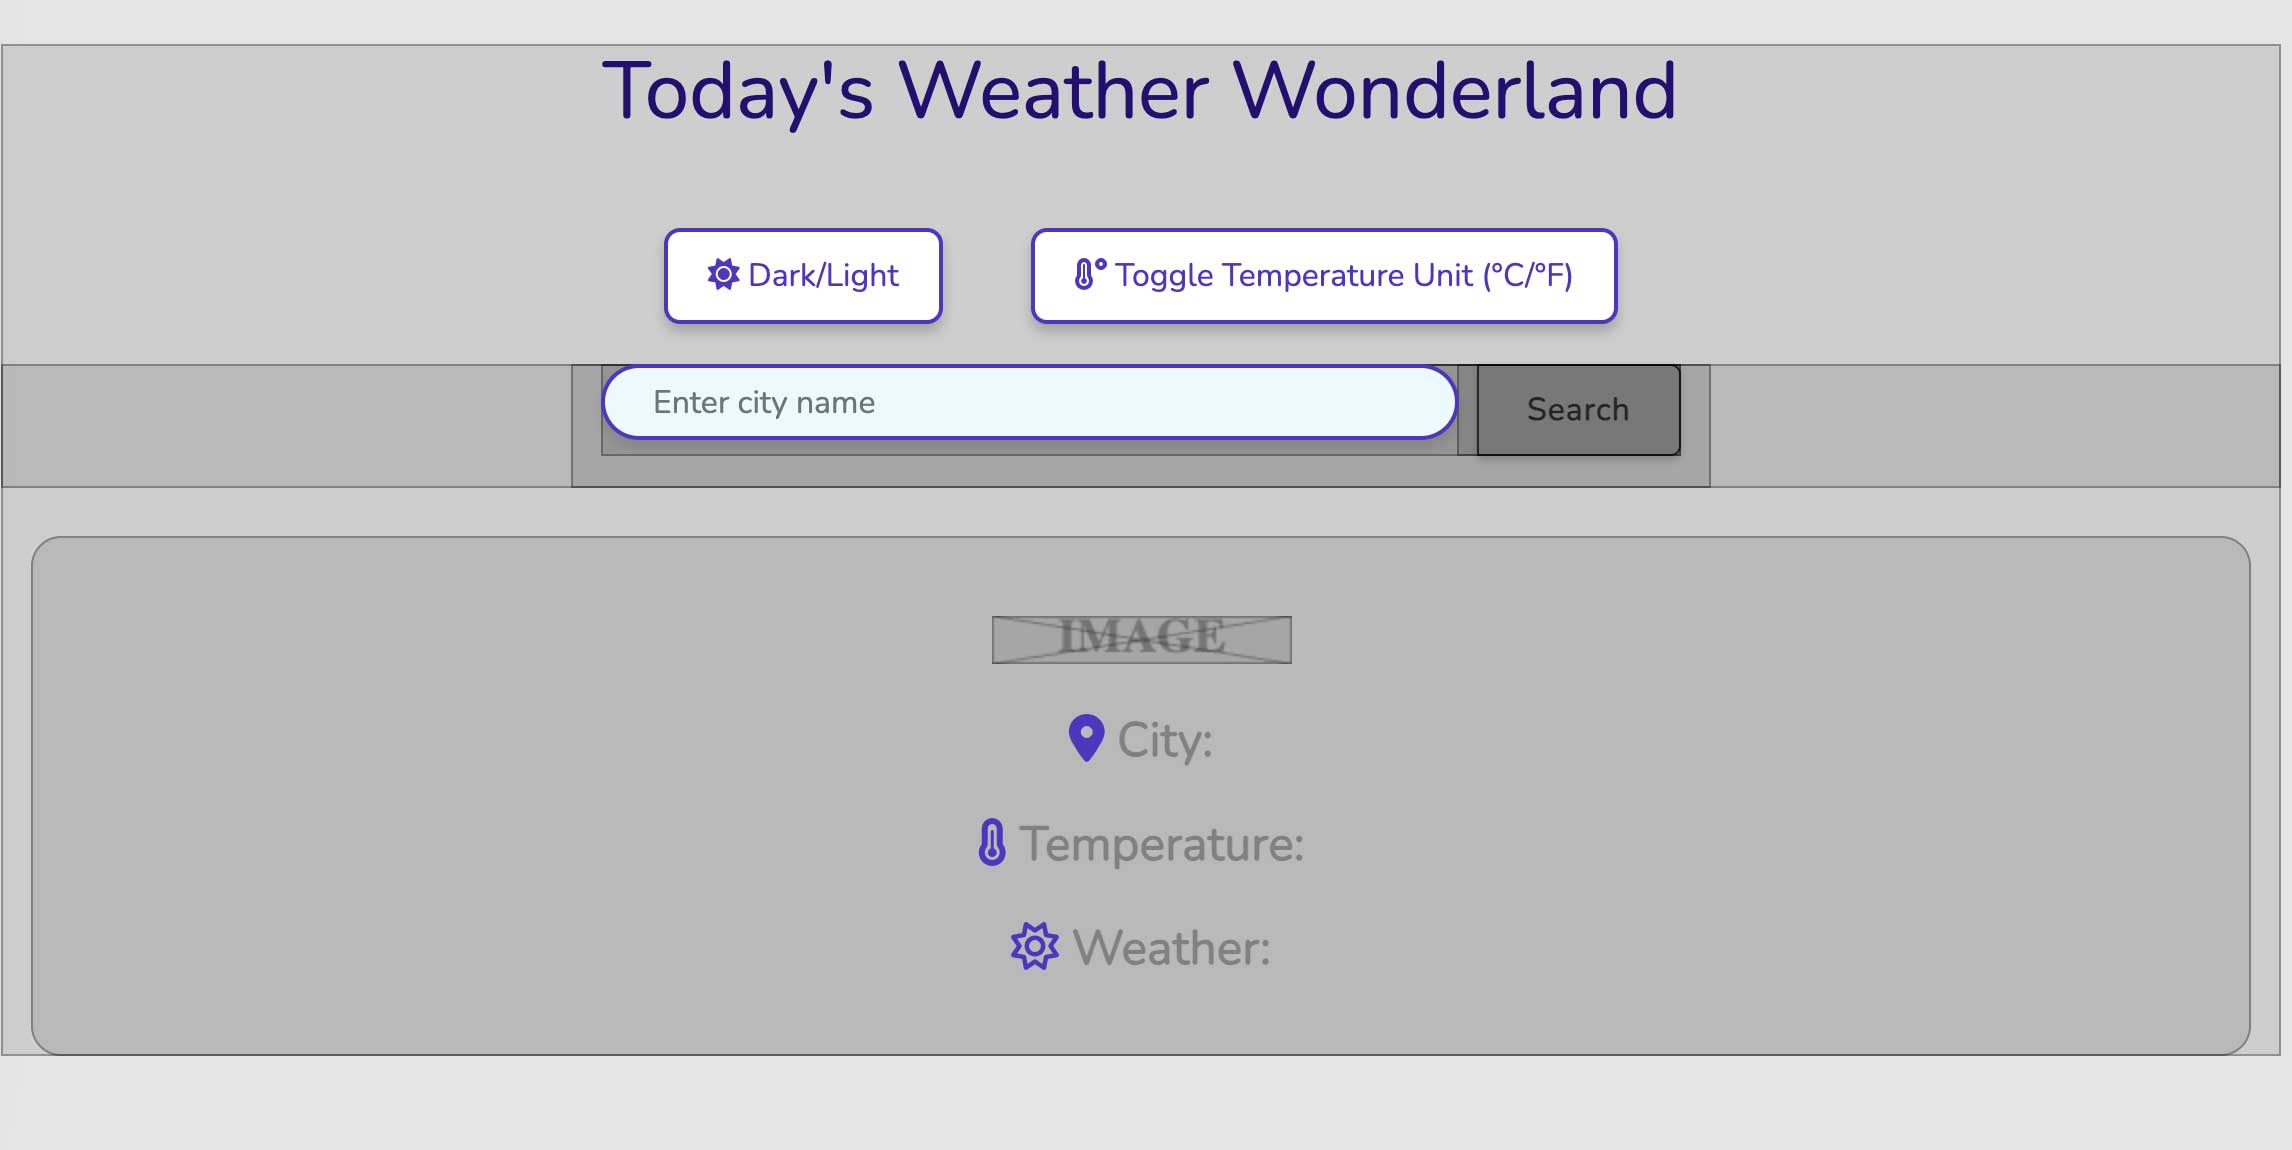 Today's Weather Wonderland
Dark/Light
Toggle Temperature Unit (°C/°F)
Enter city name
Search
IMAGE
City:
Temperature:
Weather: